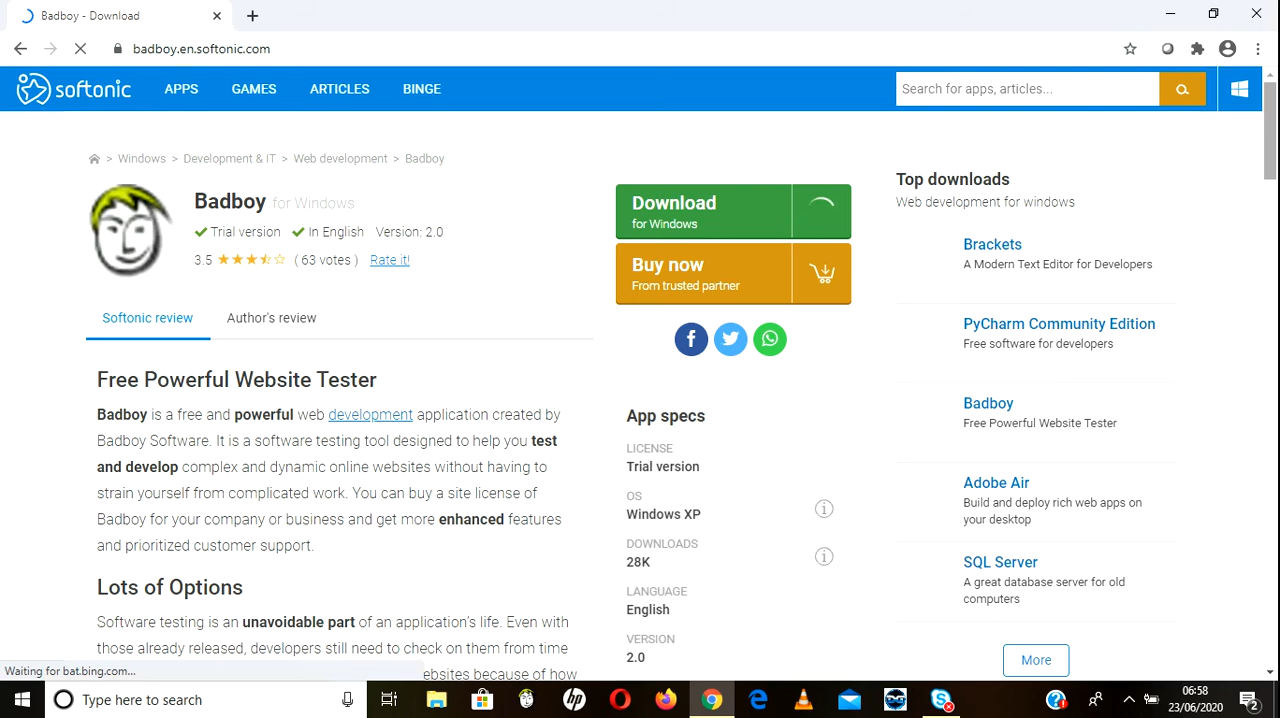 Badboy - Download
badboy.en.softonic.com
softonic APPS GAMES ARTICLES BINGE Search for apps, articles...
> Windows > Development & IT > Web development > Badboy
Badboy for Windows
Trial version In English Version: 2.0
3.5 ( 63 votes ) Rate it!
Download
for Windows
Buy now
From trusted partner
Softonic review Author's review
Free Powerful Website Tester
Badboy is a free and powerful web development application created by
Badboy Software. It is a software testing tool designed to help you test
and develop complex and dynamic online websites without having to
strain yourself from complicated work. You can buy a site license of
Badboy for your company or business and get more enhanced features
and prioritized customer support.
Lots of Options
Software testing is an unavoidable part of an application's life. Even with
those already released, developers still need to check on them from time
ebsites because of how
App specs
LICENSE
Trial version
OS
Windows XP
DOWNLOADS
28K
LANGUAGE
English
VERSION
2.0
Top downloads
Web development for windows
Brackets
A Modern Text Editor for Developers
PyCharm Community Edition
Free software for developers
Badboy
Free Powerful Website Tester
Adobe Air
Build and deploy rich web apps on
your desktop
SQL Server
A great database server for old
computers
More
Waiting for bat.bing.com...
Type here to search
06:58
23/06/2020
2